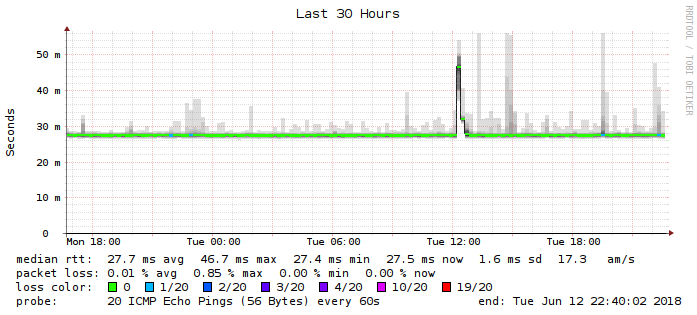 Last 30 Hours
RRDTOOL / TOBI OETIKER
Seconds
50 m
40 m
30 m
20 m
10 m
0
Mon 18:00 Tue 00:00 Tue 06:00 Tue 12:00 Tue 18:00
median rtt: 27.7 ms avg 46.7 ms max 27.4 ms min 27.5 ms now 1.6 ms sd 17.3 am/s
packet loss: 0.01 % avg 0.85 % max 0.00 % min 0.00 % now
loss color: 0 1/20 2/20 3/20 4/20 10/20 19/20
probe: 20 ICMP Echo Pings (56 Bytes) every 60s end: Tue Jun 12 22:40:02 2018